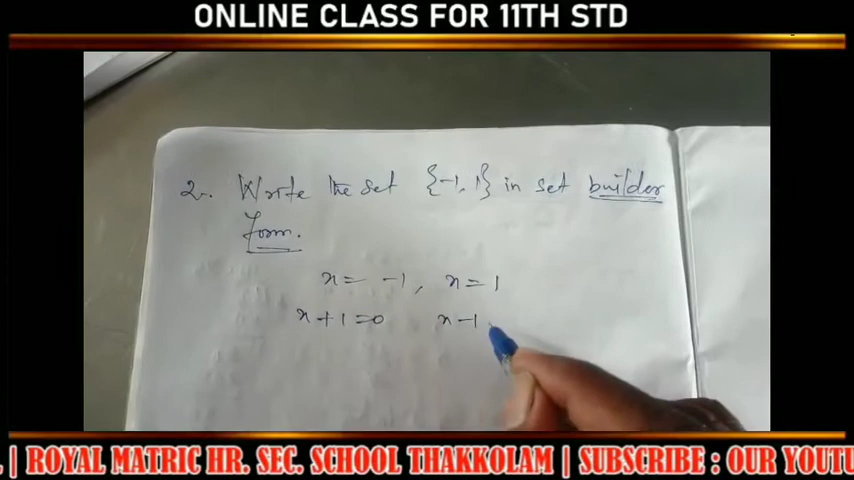 ONLINE CLASS FOR 11TH STD
2. Write the set {-1, 1} in set builder
form.
x = -1, x = 1
x + 1 = 0 x - 1
. | ROYAL MATRIC HR. SEC. SCHOOL THAKKOLAM | SUBSCRIBE : OUR YOUTU